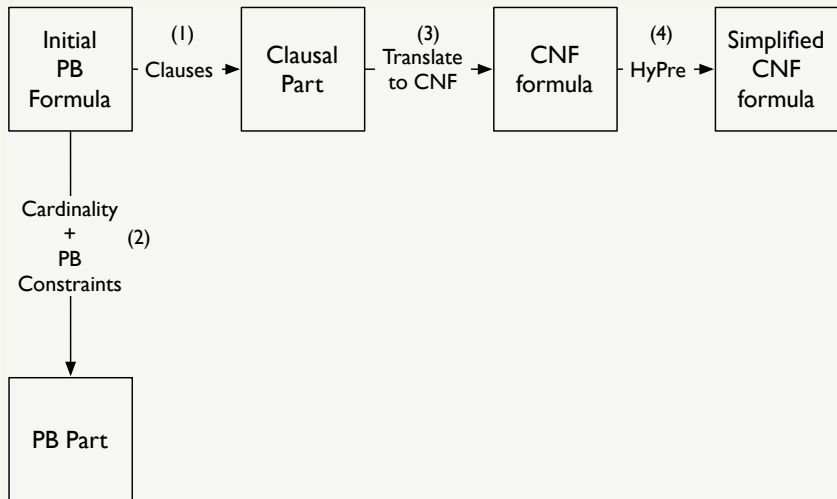 Initial
PB
Formula
(1)
Clauses
Clausal
Part
(3)
Translate
to CNF
CNF
formula
(4)
HyPre
Simplified
CNF
formula
Cardinality
+
PB
Constraints
(2)
PB Part